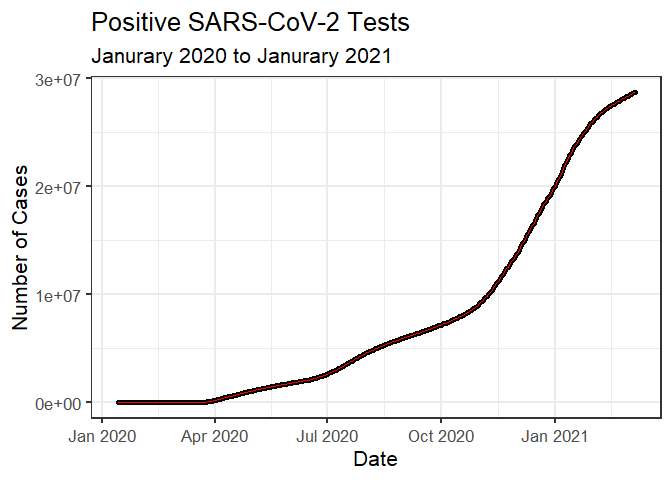 Positive SARS-CoV-2 Tests
Janurary 2020 to Janurary 2021
3e+07
2e+07
1e+07
0e+00
Number of Cases
Jan 2020 Apr 2020 Jul 2020 Oct 2020 Jan 2021
Date